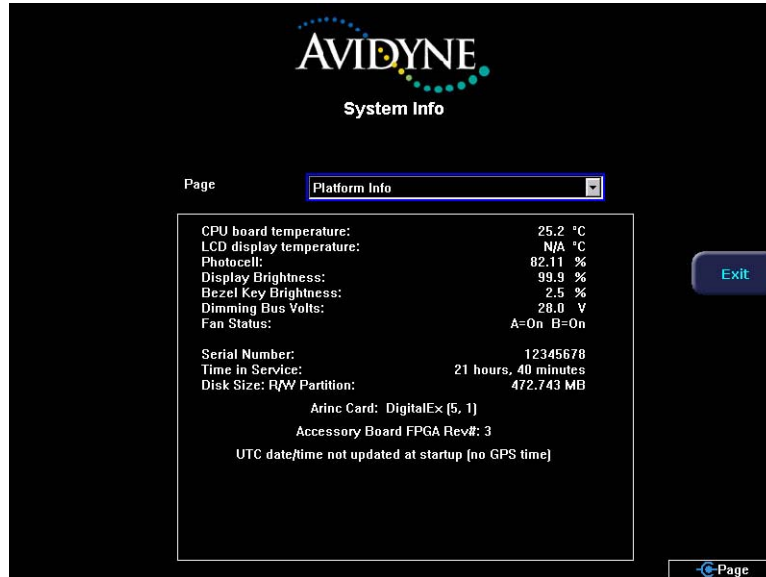 AVIDYNE
System Info
Page Platform Info
CPU board temperature: 25.2 °C
LCD display temperature: N/A °C
Photocell: 82.11 %
Display Brightness: 99.9 %
Bezel Key Brightness: 2.5 %
Dimming Bus Volts: 28.0 V
Fan Status: A=On B=On
Exit
Serial Number: 12345678
Time in Service: 21 hours, 40 minutes
Disk Size: R/W Partition: 472.743 MB
Arinc Card: DigitalEx (5, 1)
Accessory Board FPGA Rev#: 3
UTC date/time not updated at startup (no GPS time)
Page